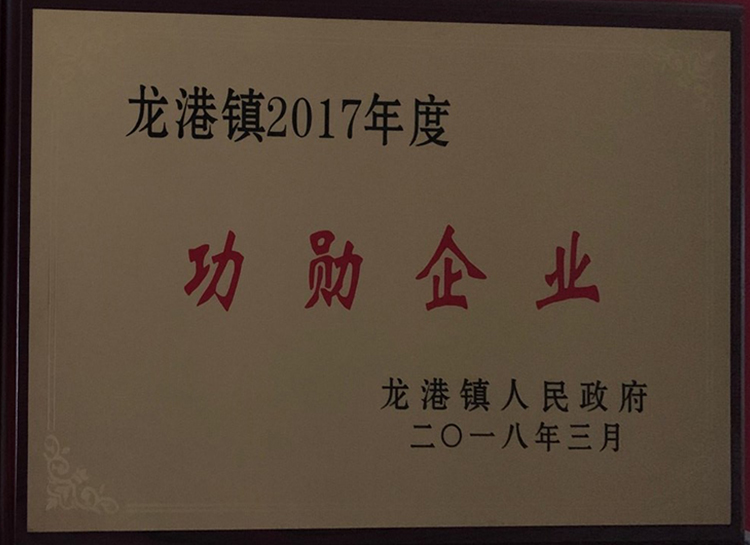 龙港镇2017年度
功勋企业
龙港镇人民政府
二〇一八年三月